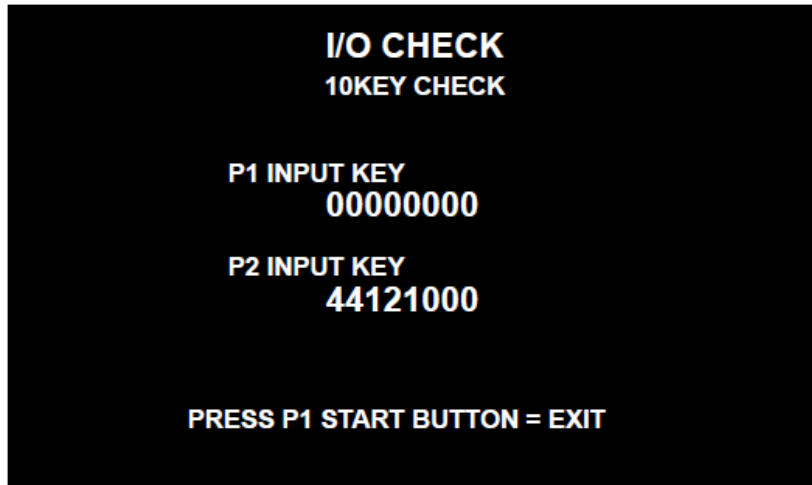 I/O CHECK
10KEY CHECK
P1 INPUT KEY
00000000
P2 INPUT KEY
44121000
PRESS P1 START BUTTON = EXIT